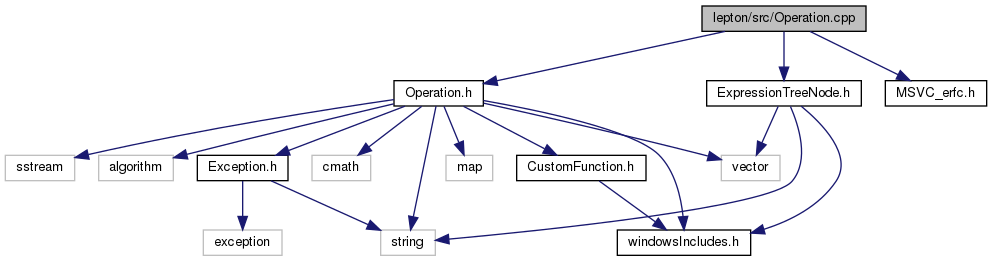 lepton/src/Operation.cpp
Operation.h
ExpressionTreeNode.h
MSVC_erfc.h
sstream
algorithm
Exception.h
cmath
map
CustomFunction.h
vector
exception
string
windowsIncludes.h